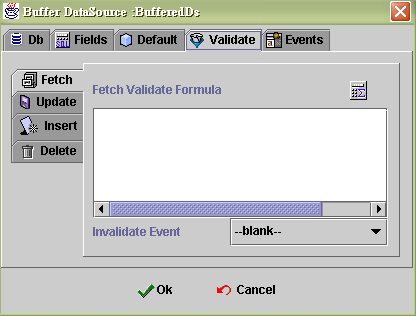 Buffer DataSource :BufferedDs
Db Fields Default Validate Events
Fetch
Update
Insert
Delete
Fetch Validate Formula
Invalidate Event --blank--
Ok Cancel